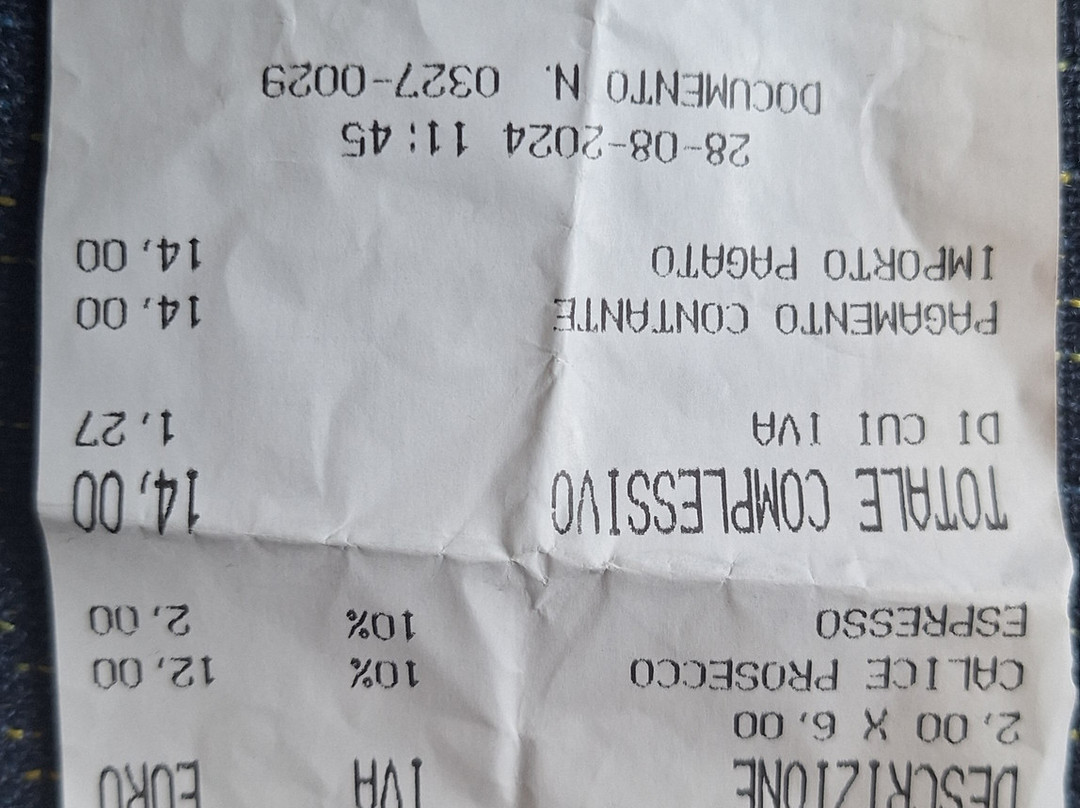 DESCRIZIONE IVA EURO
2,00 X 6,00
CALICE PROSECCO 10% 12,00
ESPRESSO 10% 2,00
TOTALE COMPLESSIVO 14,00
DI CUI IVA 1,27
PAGAMENTO CONTANTE 14,00
IMPORTO PAGATO 14,00
28-08-2024 11:45
DOCUMENTO N. 0327-0029